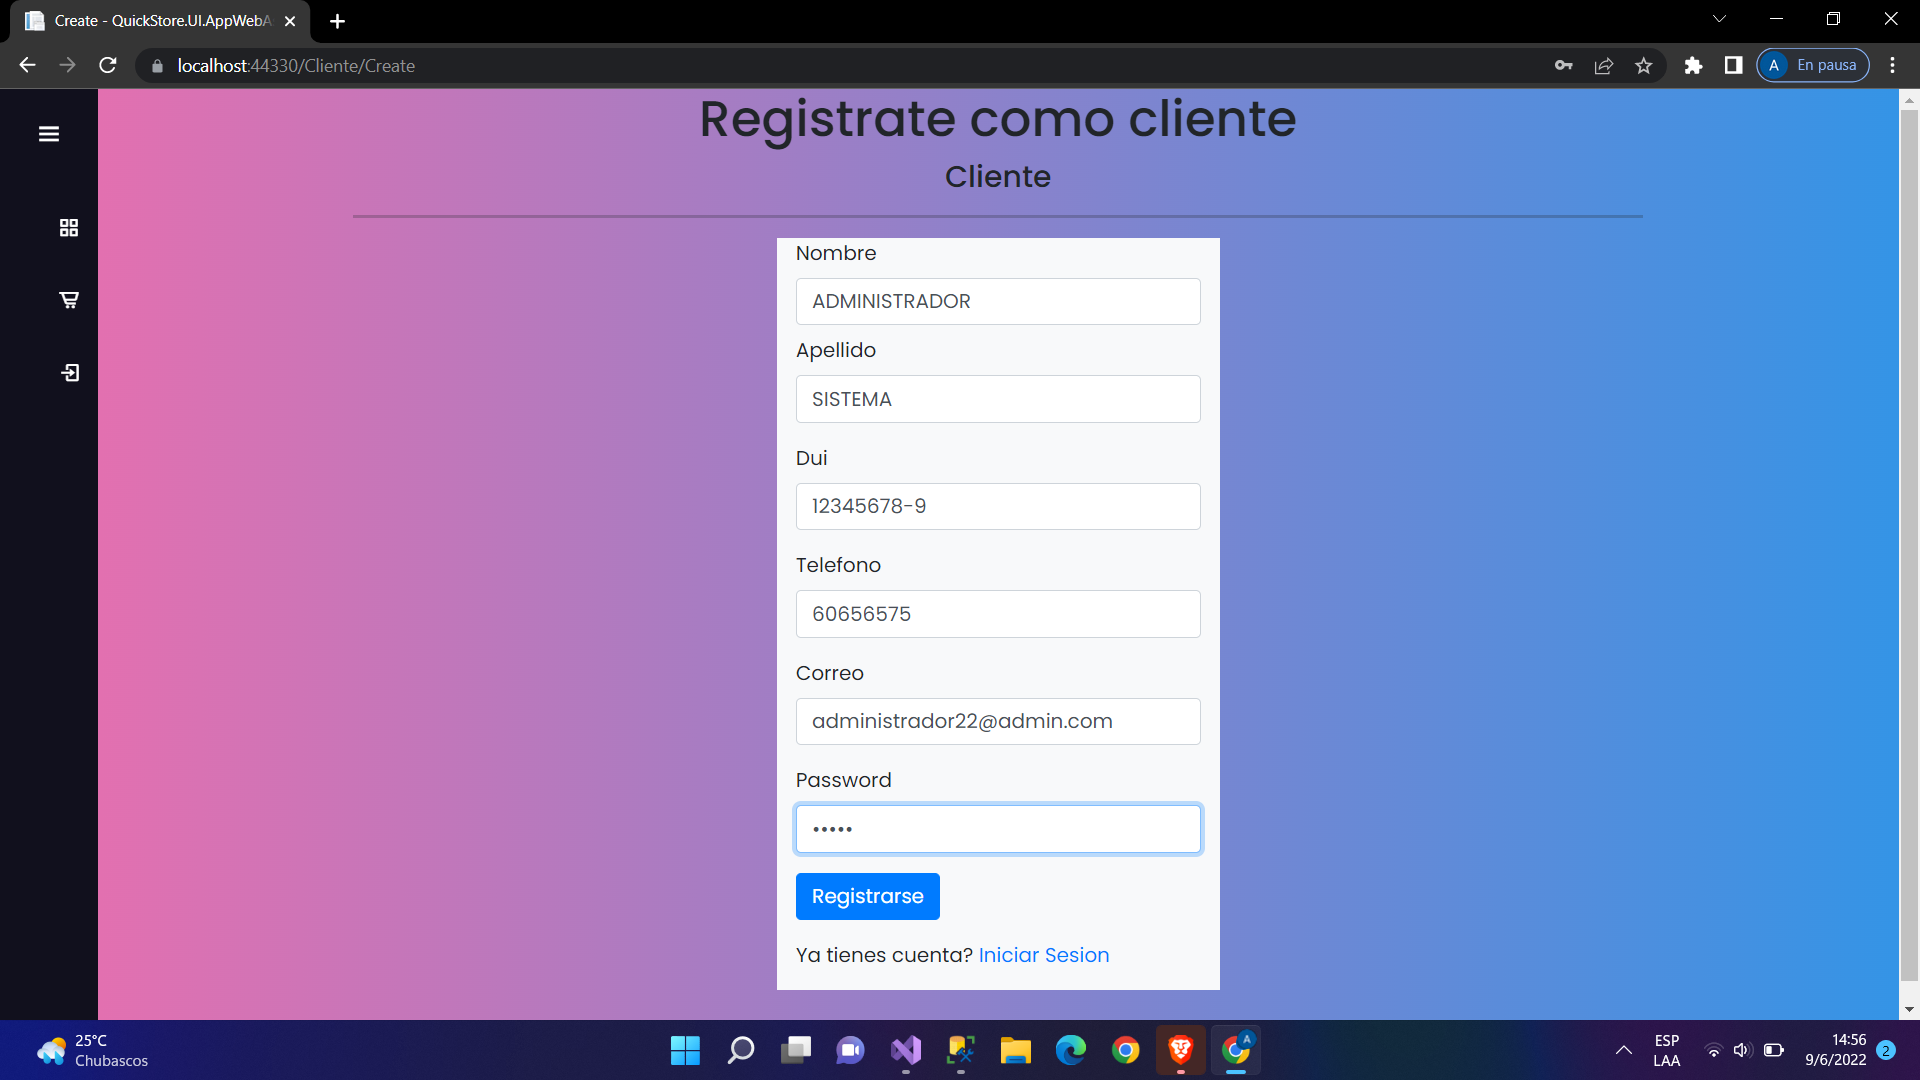 Create - QuickStore.UI.AppWebA
localhost:44330/Cliente/Create
A En pausa
Registrate como cliente
Cliente
Nombre
ADMINISTRADOR
Apellido
SISTEMA
Dui
12345678-9
Telefono
60656575
Correo
administrador22@admin.com
Password
•••••
Registrarse
Ya tienes cuenta? Iniciar Sesion
25°C
Chubascos
A
ESP
LAA
14:56
9/6/2022
2